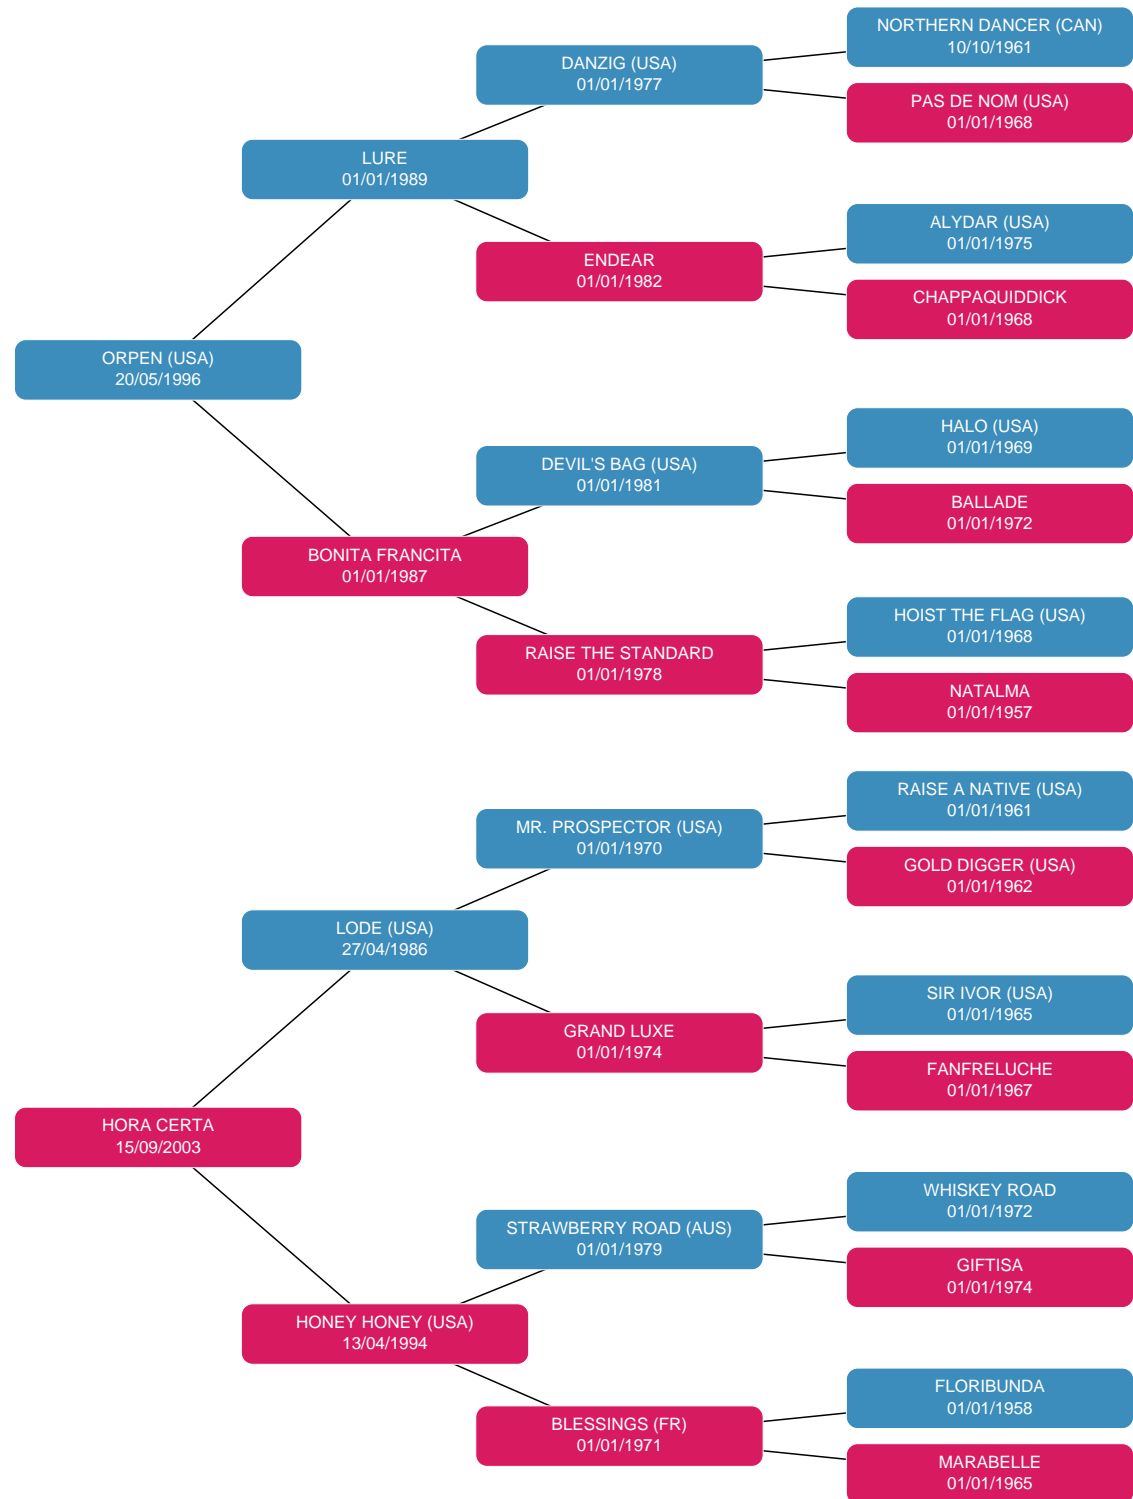 NORTHERN DANCER (CAN)
10/10/1961
DANZIG (USA)
01/01/1977
PAS DE NOM (USA)
01/01/1968
LURE
01/01/1989
ALYDAR (USA)
01/01/1975
ENDEAR
01/01/1982
CHAPPAQUIDDICK
01/01/1968
ORPEN (USA)
20/05/1996
HALO (USA)
01/01/1969
DEVIL'S BAG (USA)
01/01/1981
BALLADE
01/01/1972
BONITA FRANCITA
01/01/1987
HOIST THE FLAG (USA)
01/01/1968
RAISE THE STANDARD
01/01/1978
NATALMA
01/01/1957
RAISE A NATIVE (USA)
01/01/1961
MR. PROSPECTOR (USA)
01/01/1970
GOLD DIGGER (USA)
01/01/1962
LODE (USA)
27/04/1986
SIR IVOR (USA)
01/01/1965
GRAND LUXE
01/01/1974
FANFRELUCHE
01/01/1967
HORA CERTA
15/09/2003
WHISKEY ROAD
01/01/1972
STRAWBERRY ROAD (AUS)
01/01/1979
GIFTISA
01/01/1974
HONEY HONEY (USA)
13/04/1994
FLORIBUNDA
01/01/1958
BLESSINGS (FR)
01/01/1971
MARABELLE
01/01/1965